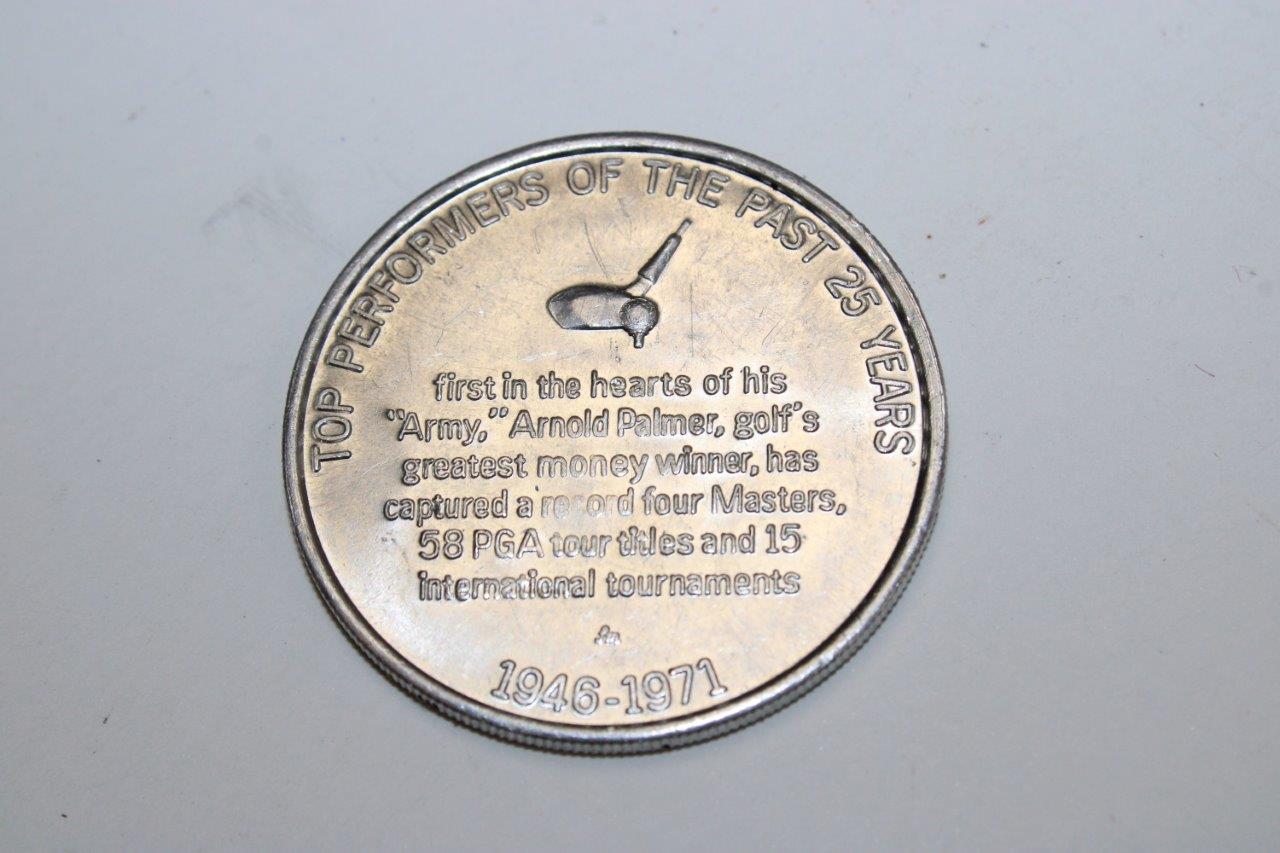 TOP PERFORMERS OF THE PAST 25 YEARS
first in the hearts of his
"Army," Arnold Palmer, golf's
greatest money winner, has
captured a record four Masters,
58 PGA tour titles and 15
international tournaments
1946-1971